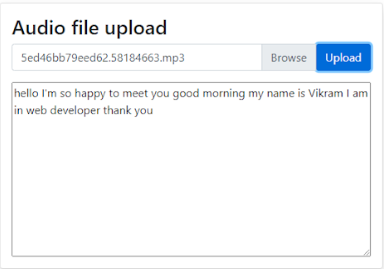 Audio file upload
5ed46bb79eed62.58184663.mp3 Browse Upload
hello I'm so happy to meet you good morning my name is Vikram I am
in web developer thank you